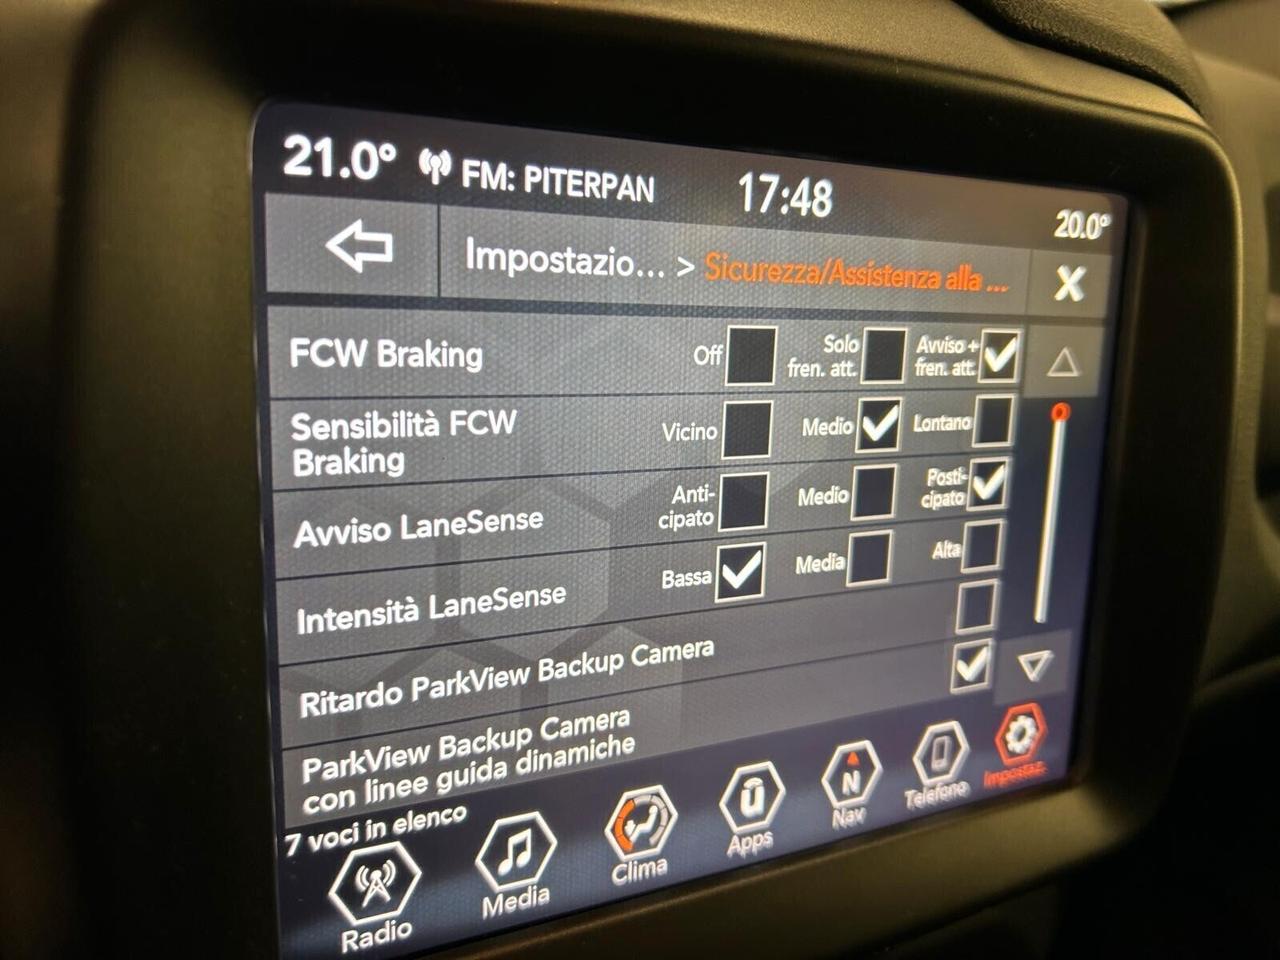 21.0° FM: PITERPAN 17:48 20.0°
Impostazio... > Sicurezza/Assistenza alla ... X
FCW Braking Off Solo fren. att. Avviso + fren. att.
Sensibilità FCW
Braking
Vicino Medio Lontano
Avviso LaneSense Anti-
cipato
Medio Posti-
cipato
Intensità LaneSense Bassa Media Alta
Ritardo ParkView Backup Camera
ParkView Backup Camera
con linee guida dinamiche
7 voci in elenco
Radio Media Clima Apps Nav Telefono Impostaz.
N